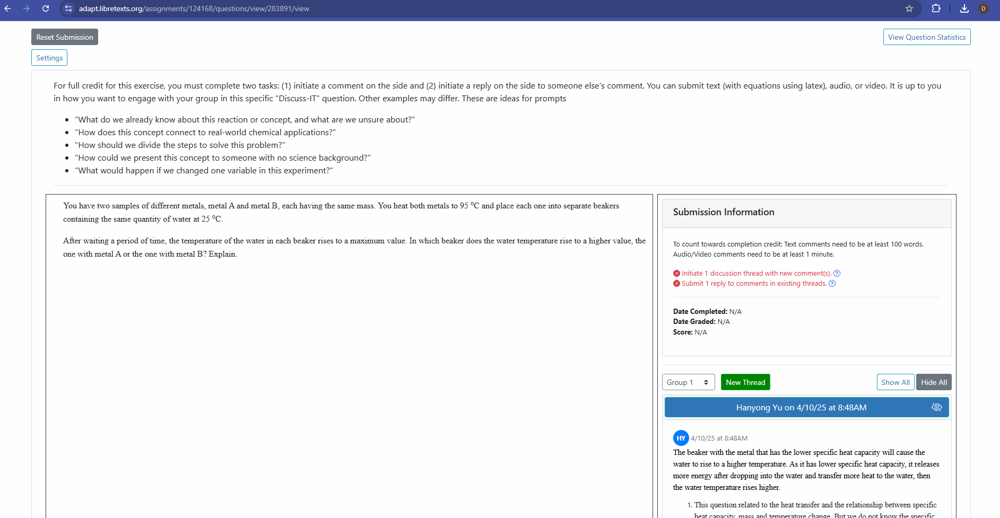 adapt.libretexts.org/assignments/124168/questions/view/283891/view
D
Reset Submission
View Question Statistics
Settings
For full credit for this exercise, you must complete two tasks: (1) initiate a comment on the side and (2) initiate a reply on the side to someone else's comment. You can submit text (with equations using latex), audio, or video. It is up to you
in how you want to engage with your group in this specific "Discuss-IT" question. Other examples may differ. These are ideas for prompts
• "What do we already know about this reaction or concept, and what are we unsure about?"
• "How does this concept connect to real-world chemical applications?"
• "How should we divide the steps to solve this problem?"
• "How could we present this concept to someone with no science background?"
• "What would happen if we changed one variable in this experiment?"
You have two samples of different metals, metal A and metal B, each having the same mass. You heat both metals to 95 °C and place each one into separate beakers
containing the same quantity of water at 25 °C.
After waiting a period of time, the temperature of the water in each beaker rises to a maximum value. In which beaker does the water temperature rise to a higher value, the
one with metal A or the one with metal B? Explain.
Submission Information
To count towards completion credit: Text comments need to be at least 100 words.
Audio/Video comments need to be at least 1 minute.
Initiate 1 discussion thread with new comment(s). ?
Submit 1 reply to comments in existing threads. ?
Date Completed: N/A
Date Graded: N/A
Score: N/A
Group 1
New Thread
Show All
Hide All
Hanyong Yu on 4/10/25 at 8:48AM
HY 4/10/25 at 8:48AM
The beaker with the metal that has the lower specific heat capacity will cause the
water to rise to a higher temperature. As it has lower specific heat capacity, it releases
more energy after dropping into the water and transfer more heat to the water, then
the water temperature rises higher.
1. This question related to the heat transfer and the relationship between specific
heat capacity, mass and temperature change. But we do not know the specific